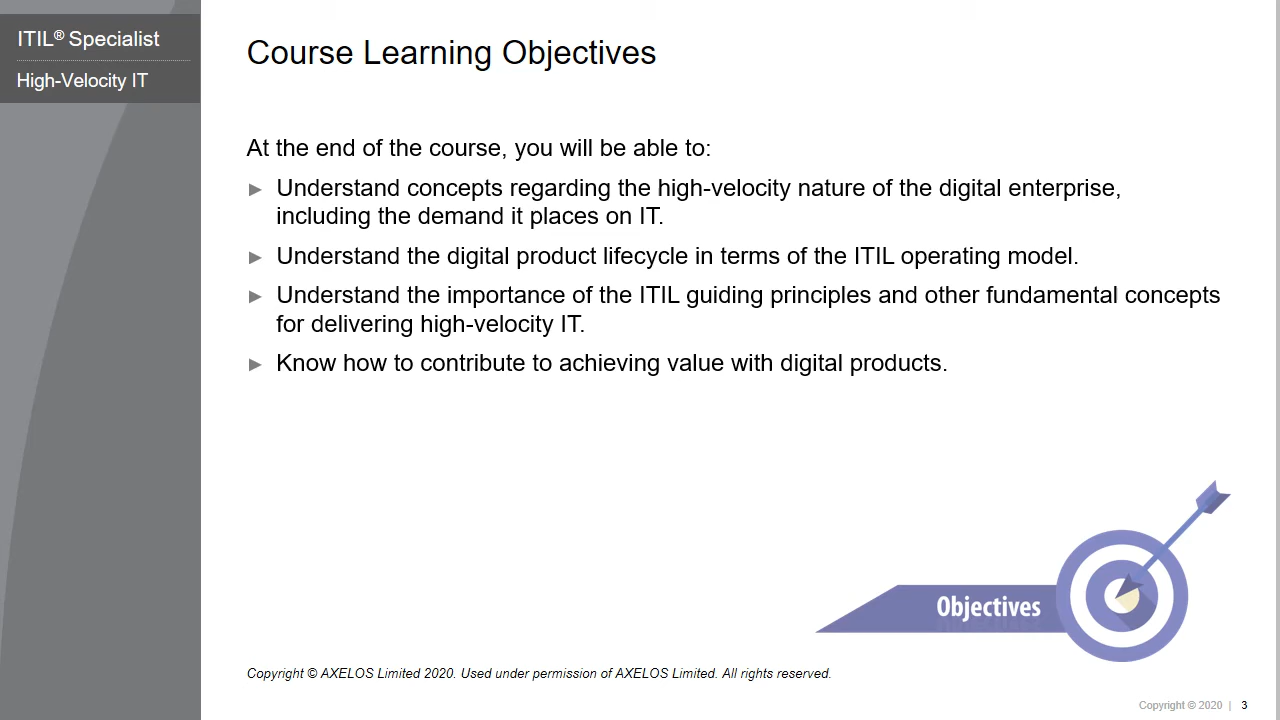 ITIL® Specialist
High-Velocity IT
Course Learning Objectives
At the end of the course, you will be able to:
► Understand concepts regarding the high-velocity nature of the digital enterprise,
including the demand it places on IT.
► Understand the digital product lifecycle in terms of the ITIL operating model.
► Understand the importance of the ITIL guiding principles and other fundamental concepts
for delivering high-velocity IT.
► Know how to contribute to achieving value with digital products.
Objectives
Copyright © AXELOS Limited 2020. Used under permission of AXELOS Limited. All rights reserved.
Copyright © 2020 | 3